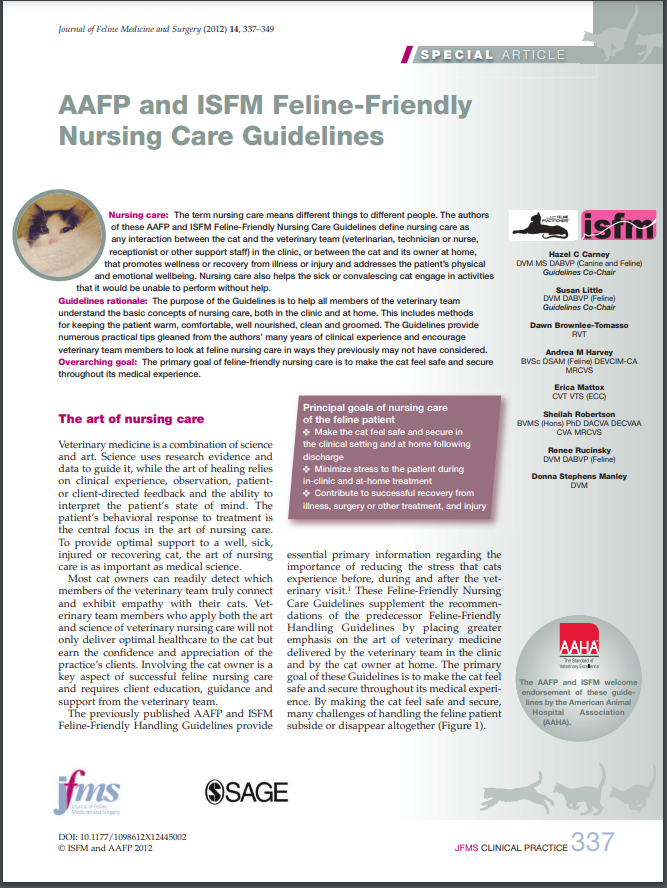 Journal of Feline Medicine and Surgery (2012) 14, 337–349
SPECIAL ARTICLE
AAFP and ISFM Feline-Friendly
Nursing Care Guidelines
Nursing care: The term nursing care means different things to different people. The authors
of these AAFP and ISFM Feline-Friendly Nursing Care Guidelines define nursing care as
any interaction between the cat and the veterinary team (veterinarian, technician or nurse,
receptionist or other support staff) in the clinic, or between the cat and its owner at home,
that promotes wellness or recovery from illness or injury and addresses the patient's physical
and emotional wellbeing. Nursing care also helps the sick or convalescing cat engage in activities
that it would be unable to perform without help.
Guidelines rationale: The purpose of the Guidelines is to help all members of the veterinary team
understand the basic concepts of nursing care, both in the clinic and at home. This includes methods
for keeping the patient warm, comfortable, well nourished, clean and groomed. The Guidelines provide
numerous practical tips gleaned from the authors' many years of clinical experience and encourage
veterinary team members to look at feline nursing care in ways they previously may not have considered.
Overarching goal: The primary goal of feline-friendly nursing care is to make the cat feel safe and secure
throughout its medical experience.
isfm
Hazel C Carney
DVM MS DABVP (Canine and Feline)
Guidelines Co-Chair
Susan Little
DVM DABVP (Feline)
Guidelines Co-Chair
Dawn Brownlee-Tomasso
RVT
Andrea M Harvey
BVSc DSAM (Feline) DEVCIM-CA
MRCVS
Erica Mattox
CVT VTS (ECC)
Sheilah Robertson
BVMS (Hons) PhD DACVA DECVAA
CVA MRCVS
Renee Rucinsky
DVM DABVP (Feline)
Donna Stephens Manley
DVM
The art of nursing care
Veterinary medicine is a combination of science
and art. Science uses research evidence and
data to guide it, while the art of healing relies
on clinical experience, observation, patient-
or client-directed feedback and the ability to
interpret the patient's state of mind. The
patient's behavioral response to treatment is
the central focus in the art of nursing care.
To provide optimal support to a well, sick,
injured or recovering cat, the art of nursing
care is as important as medical science.
Most cat owners can readily detect which
members of the veterinary team truly connect
and exhibit empathy with their cats. Vet-
erinary team members who apply both the art
and science of veterinary nursing care will not
only deliver optimal healthcare to the cat but
earn the confidence and appreciation of the
practice's clients. Involving the cat owner is a
key aspect of successful feline nursing care
and requires client education, guidance and
support from the veterinary team.
The previously published AAFP and ISFM
Feline-Friendly Handling Guidelines provide
Principal goals of nursing care
of the feline patient
❖ Make the cat feel safe and secure in
the clinical setting and at home following
discharge
❖ Minimize stress to the patient during
in-clinic and at-home treatment
❖ Contribute to successful recovery from
illness, surgery or other treatment, and injury
essential primary information regarding the
importance of reducing the stress that cats
experience before, during and after the vet-
erinary visit.¹ These Feline-Friendly Nursing
Care Guidelines supplement the recommen-
dations of the predecessor Feline-Friendly
Handling Guidelines by placing greater
emphasis on the art of veterinary medicine
delivered by the veterinary team in the clinic
and by the cat owner at home. The primary
goal of these Guidelines is to make the cat feel
safe and secure throughout its medical experi-
ence. By making the cat feel safe and secure,
many challenges of handling the feline patient
subside or disappear altogether (Figure 1).
AAHA
The Standard of
Veterinary Excellence
The AAFP and ISFM welcome
endorsement of these guide-
lines by the American Animal
Hospital Association
(AAHA).
jfms
Journal of Feline
Medicine and Surgery
SAGE
DOI: 10.1177/1098612X12445002
© ISFM and AAFP 2012
JFMS CLINICAL PRACTICE 337